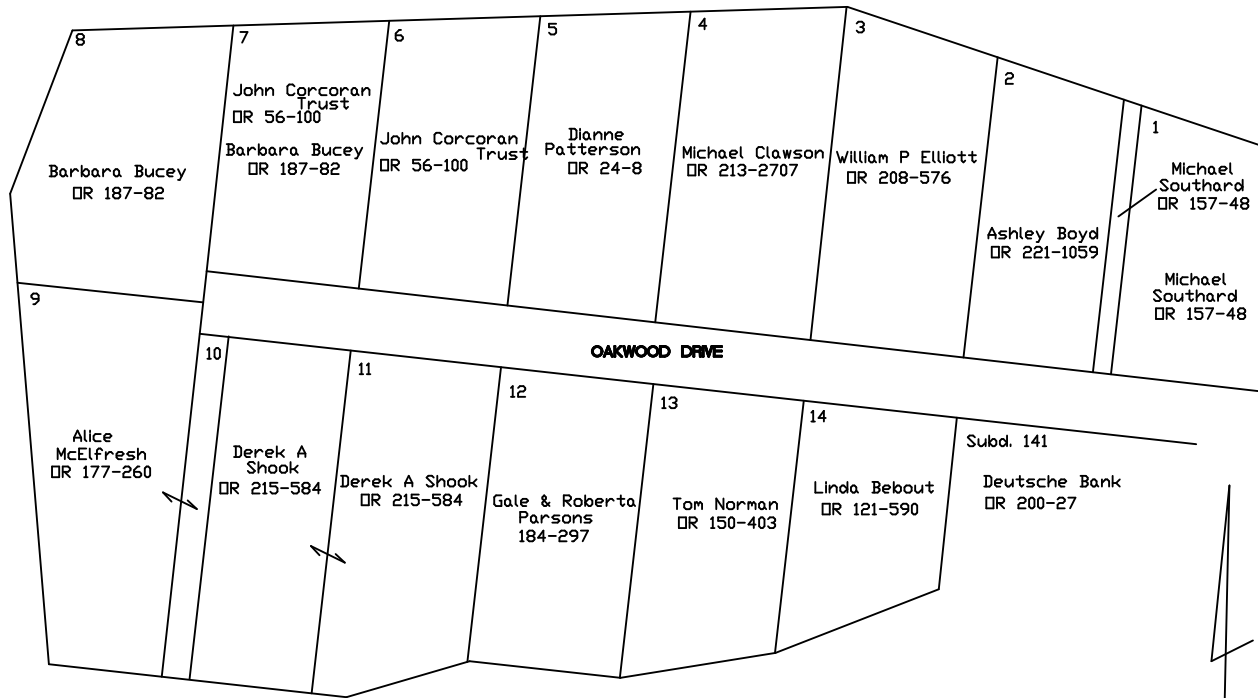 8
7
6
5
4
3
2
1
John Corcoran
Trust
OR 56-100
Barbara Bucey
OR 187-82
Barbara Bucey
OR 187-82
John Corcoran
Trust
OR 56-100
Dianne
Patterson
OR 24-8
Michael Clawson
OR 213-2707
William P Elliott
OR 208-576
Ashley Boyd
OR 221-1059
Michael
Southard
OR 157-48
Michael
Southard
OR 157-48
OAKWOOD DRIVE
9
10
11
12
13
14
Subd. 141
Alice
McElfresh
OR 177-260
Derek A
Shook
OR 215-584
Derek A Shook
OR 215-584
Gale & Roberta
Parsons
184-297
Tom Norman
OR 150-403
Linda Bebout
OR 121-590
Deutsche Bank
OR 200-27